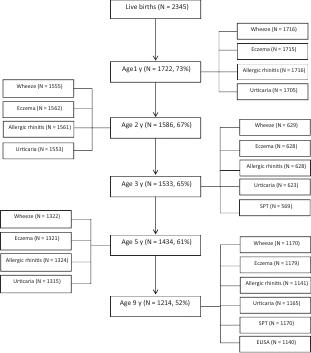 Live births (N = 2345)
Wheeze (N = 1716)
Eczema (N = 1715)
Age1 y (N = 1722, 73%)
Allergic rhinitis (N = 1716)
Urticaria (N = 1705)
Wheeze (N = 1555)
Eczema (N = 1562)
Age 2 y (N = 1586, 67%)
Allergic rhinitis (N = 1561)
Urticaria (N = 1553)
Wheeze (N = 629)
Eczema (N = 628)
Allergic rhinitis (N = 628)
Age 3 y (N = 1533, 65%)
Urticaria (N = 623)
SPT (N = 569)
Wheeze (N = 1322)
Eczema (N = 1321)
Age 5 y (N = 1434, 61%)
Allergic rhinitis (N = 1324)
Urticaria (N = 1315)
Wheeze (N = 1170)
Eczema (N = 1179)
Allergic rhinitis (N = 1141)
Age 9 y (N = 1214, 52%)
Urticaria (N = 1165)
SPT (N = 1170)
ELISA (N = 1140)